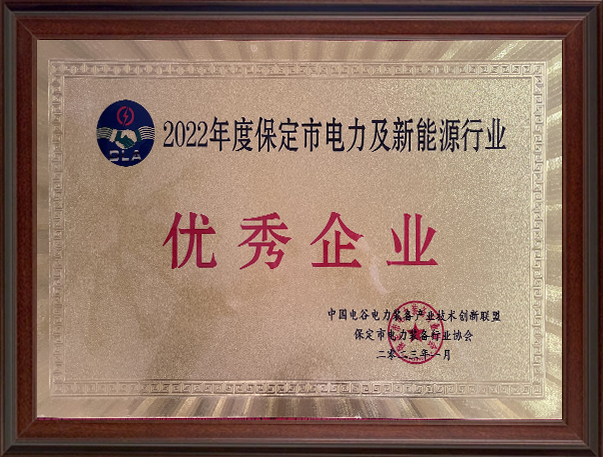 DLA
2022年度保定市电力及新能源行业
优秀企业
中国电谷电力装备产业技术创新联盟
保定市电力装备行业协会
二零二三年一月